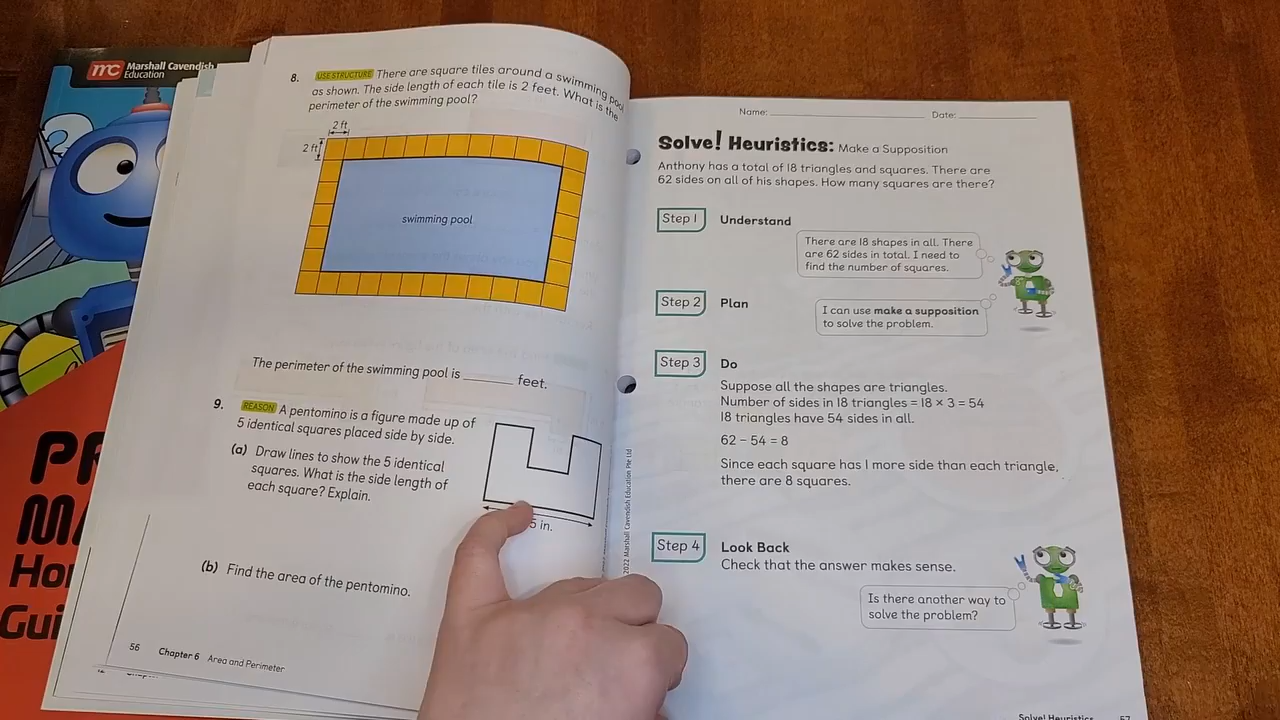 Marshall Cavendish
Education
8. USE STRUCTURE There are square tiles around a swimming pool
as shown. The side length of each tile is 2 feet. What is the
perimeter of the swimming pool?
2 ft
2 ft
swimming pool
The perimeter of the swimming pool is ______ feet.
9. REASON A pentomino is a figure made up of
5 identical squares placed side by side.
(a) Draw lines to show the 5 identical
squares. What is the side length of
each square? Explain.
5 in.
(b) Find the area of the pentomino.
56 Chapter 6 Area and Perimeter
Name: ______ Date: ______
Solve! Heuristics: Make a Supposition
Anthony has a total of 18 triangles and squares. There are
62 sides on all of his shapes. How many squares are there?
Step 1 Understand
There are 18 shapes in all. There
are 62 sides in total. I need to
find the number of squares.
Step 2 Plan
I can use make a supposition
to solve the problem.
Step 3 Do
Suppose all the shapes are triangles.
Number of sides in 18 triangles = 18 × 3 = 54
18 triangles have 54 sides in all.
62 – 54 = 8
Since each square has 1 more side than each triangle,
there are 8 squares.
Step 4 Look Back
Check that the answer makes sense.
Is there another way to
solve the problem?
2022 Marshall Cavendish Education Pte Ltd
Solve! Heuristics 57